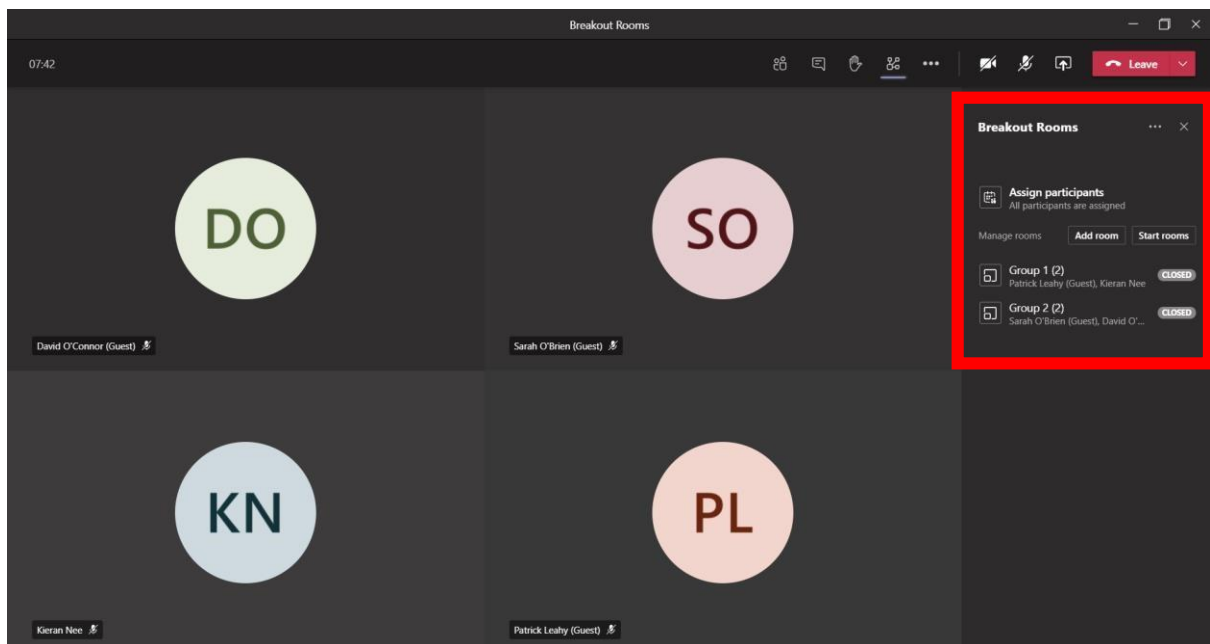 Breakout Rooms
07:42
Leave
DO
SO
David O'Connor (Guest)
Sarah O'Brien (Guest)
KN
PL
Kieran Nee
Patrick Leahy (Guest)
Breakout Rooms
Assign participants
All participants are assigned
Manage rooms Add room Start rooms
Group 1 (2) CLOSED
Patrick Leahy (Guest), Kieran Nee
Group 2 (2) CLOSED
Sarah O'Brien (Guest), David O'...